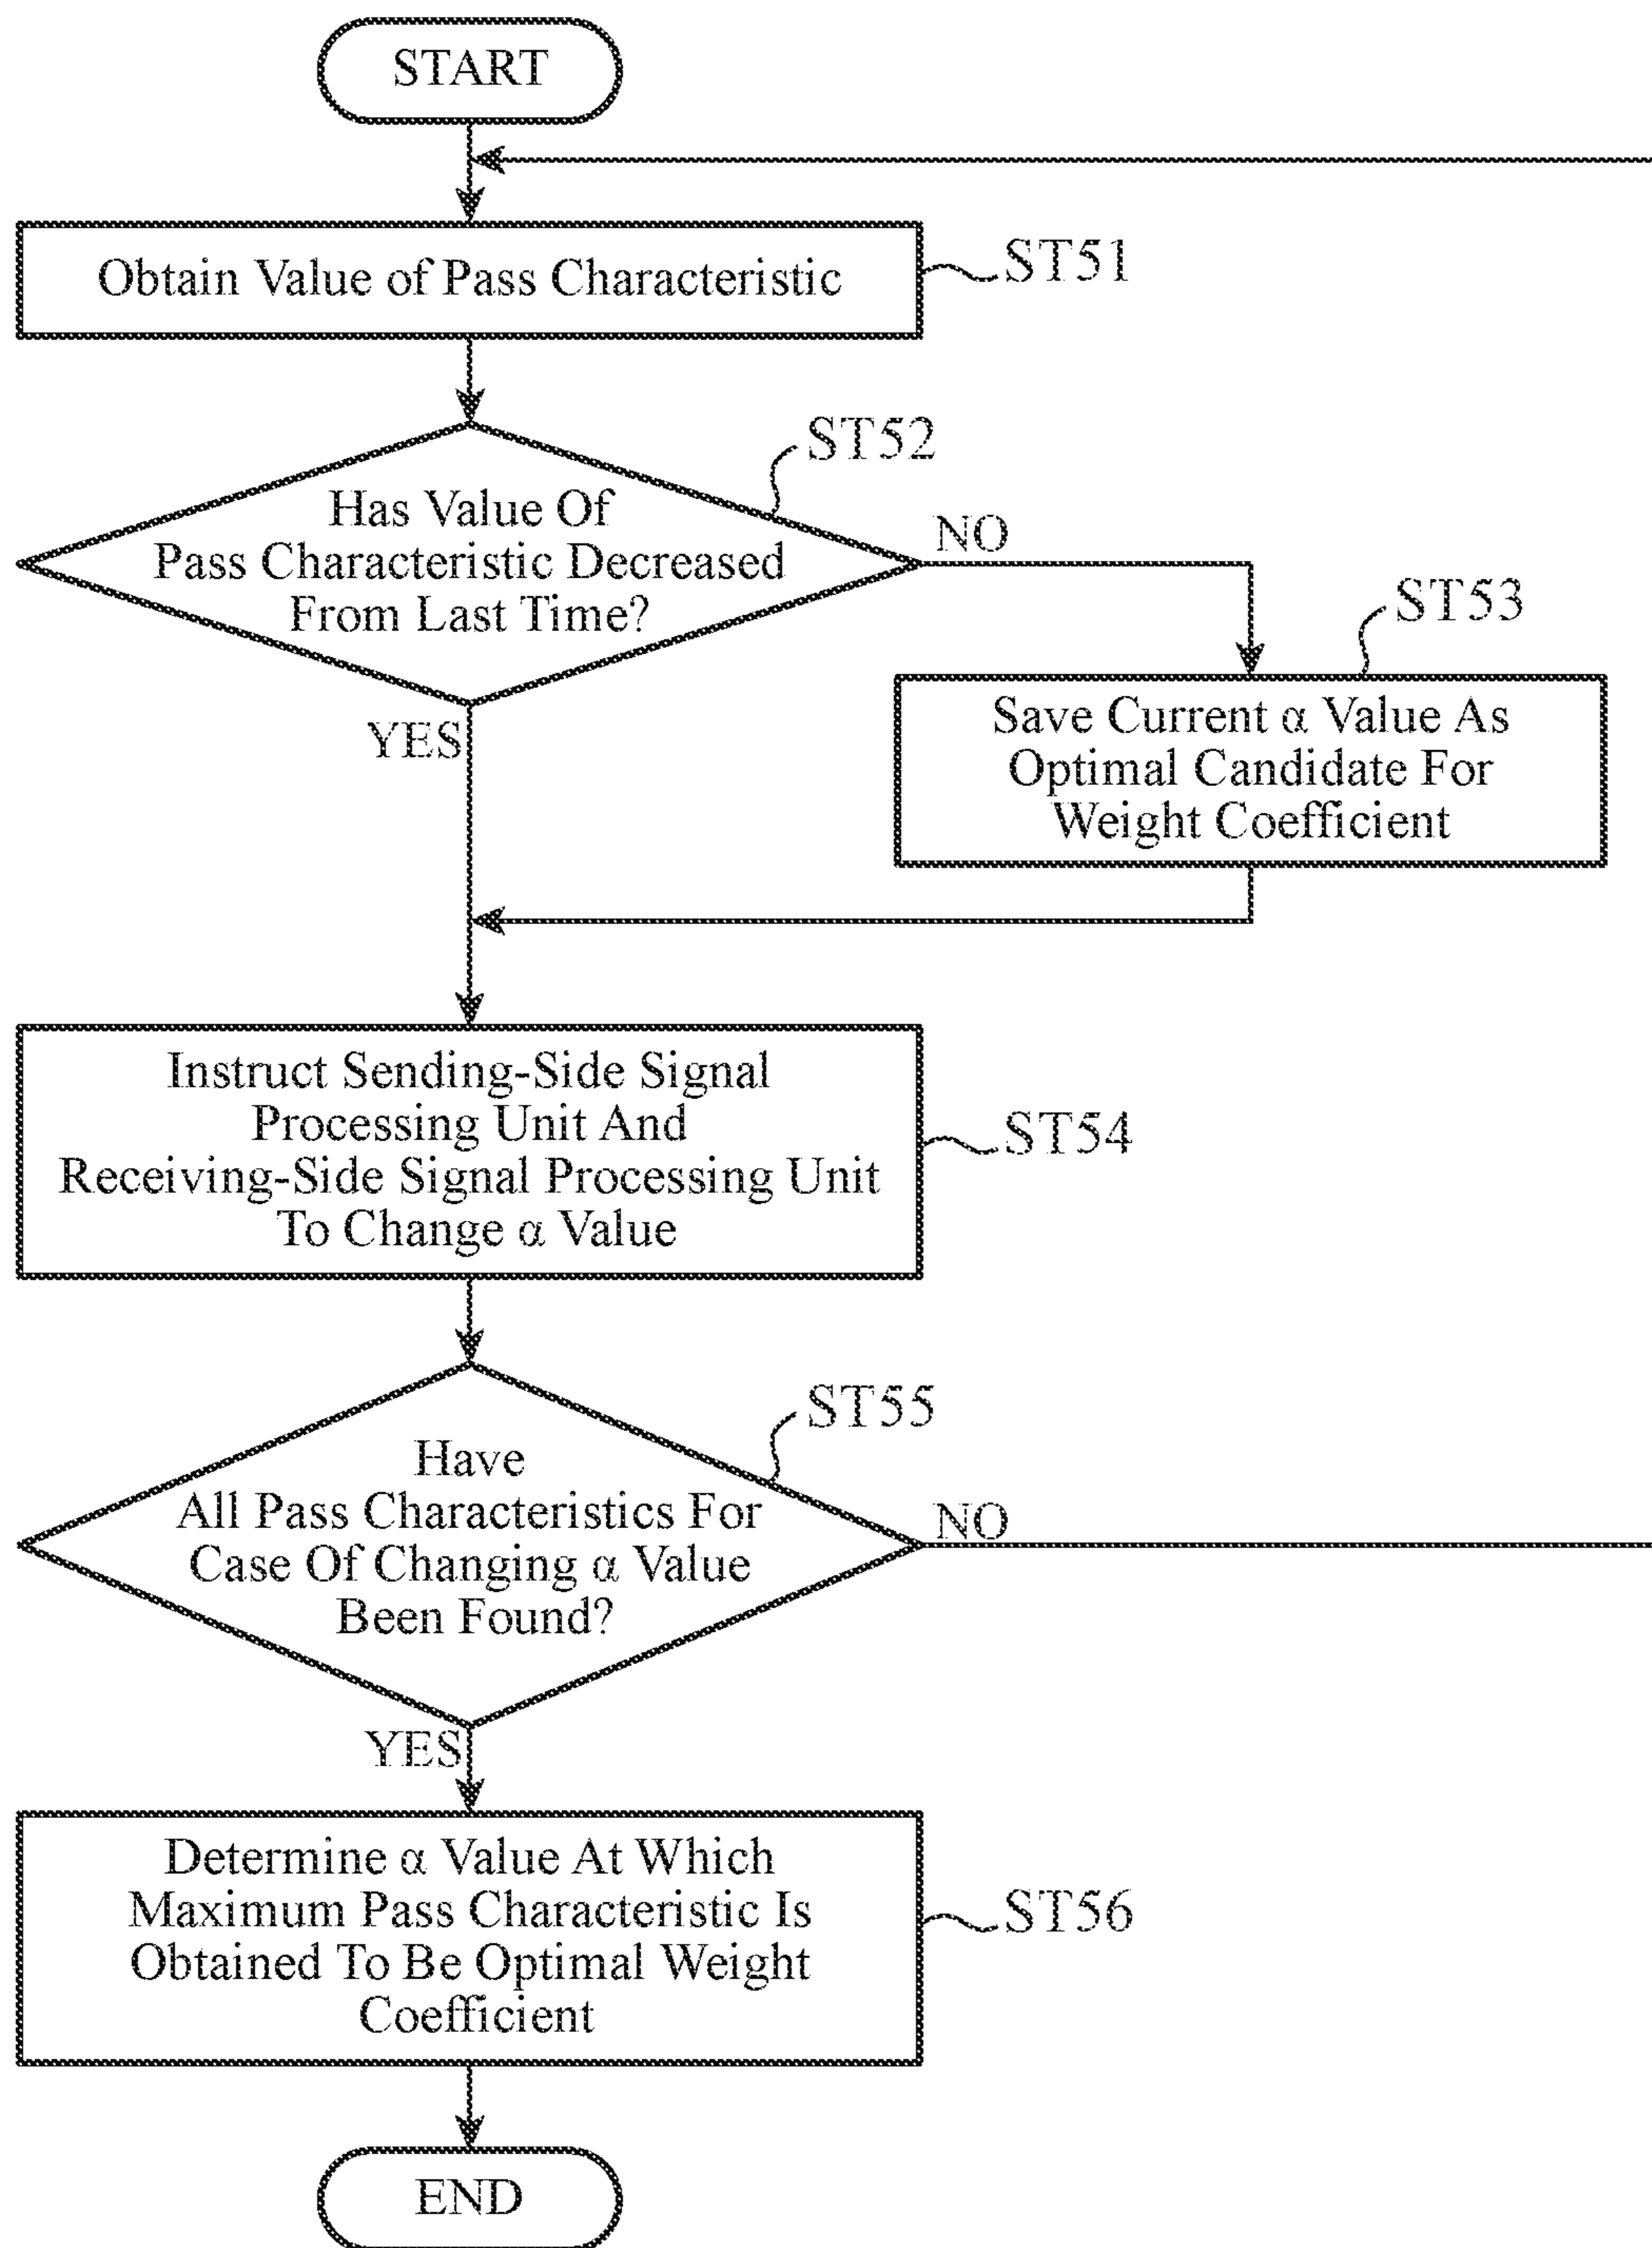 START
Obtain Value of Pass Characteristic
ST51
ST52
Has Value Of
Pass Characteristic Decreased
From Last Time?
NO
YES
ST53
Save Current α Value As
Optimal Candidate For
Weight Coefficient
Instruct Sending-Side Signal
Processing Unit And
Receiving-Side Signal Processing Unit
To Change α Value
ST54
ST55
Have
All Pass Characteristics For
Case Of Changing α Value
Been Found?
NO
YES
Determine α Value At Which
Maximum Pass Characteristic Is
Obtained To Be Optimal Weight
Coefficient
ST56
END